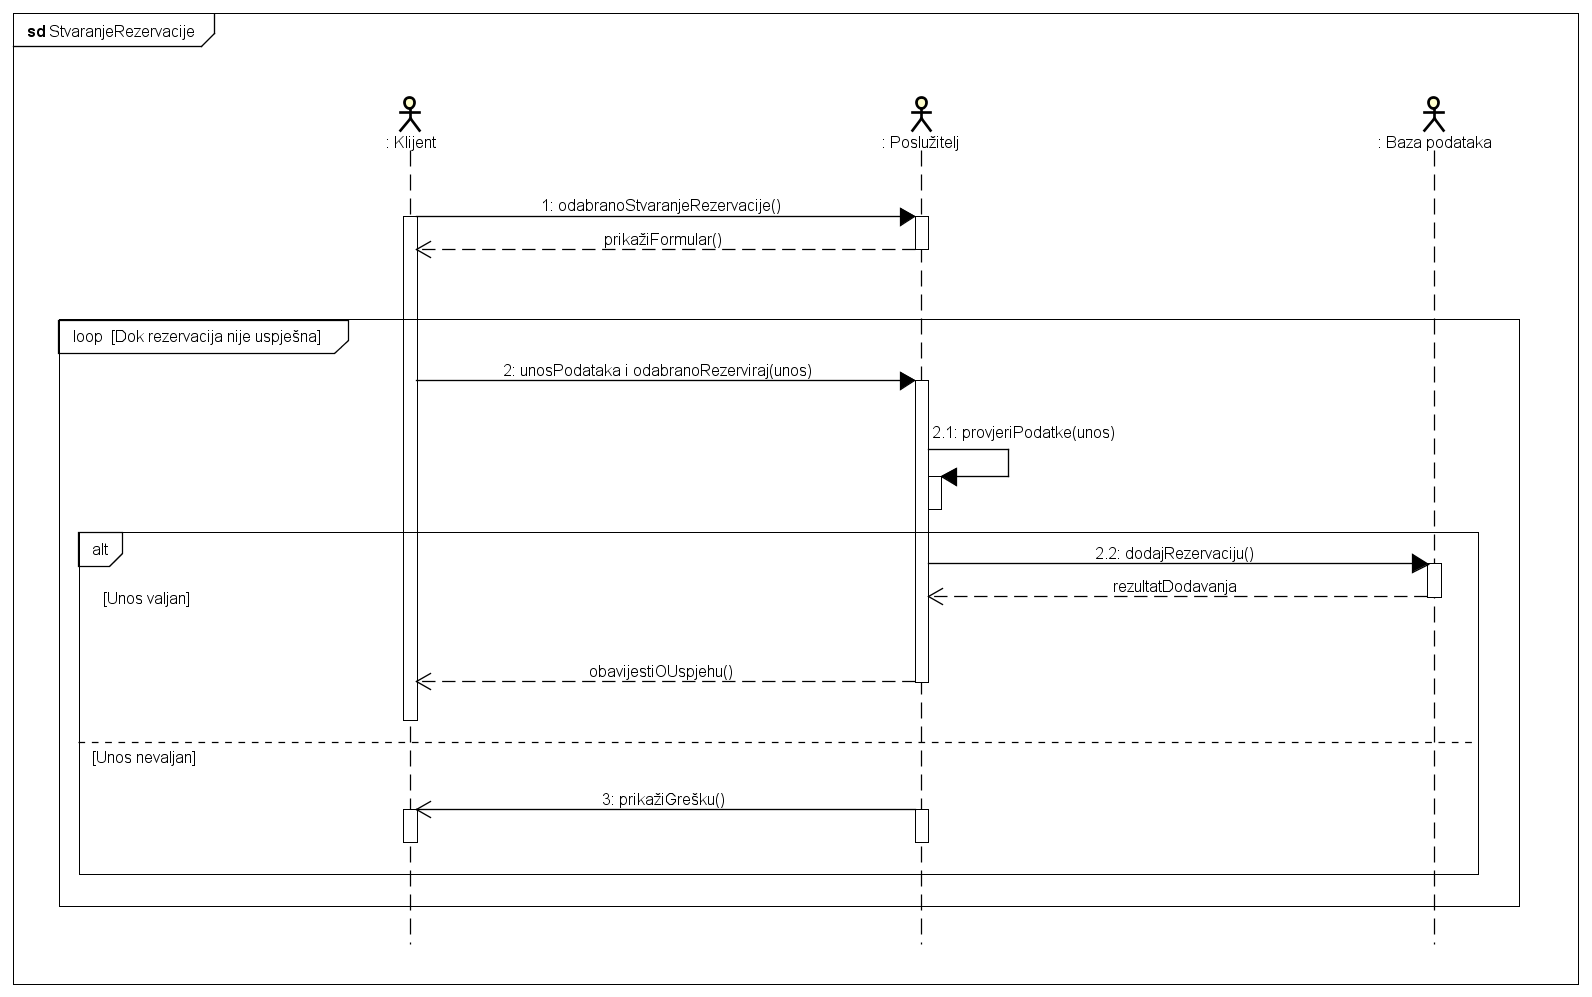 sd StvaranjeRezervacije
: Klijent
: Poslužitelj
: Baza podataka
1: odabranoStvaranjeRezervacije()
prikažiFormular()
loop [Dok rezervacija nije uspješna]
2: unosPodataka i odabranoRezerviraj(unos)
2.1: provjeriPodatke(unos)
alt
2.2: dodajRezervaciju()
rezultatDodavanja
[Unos valjan]
obavijestiOUspjehu()
[Unos nevaljan]
3: prikažiGrešku()